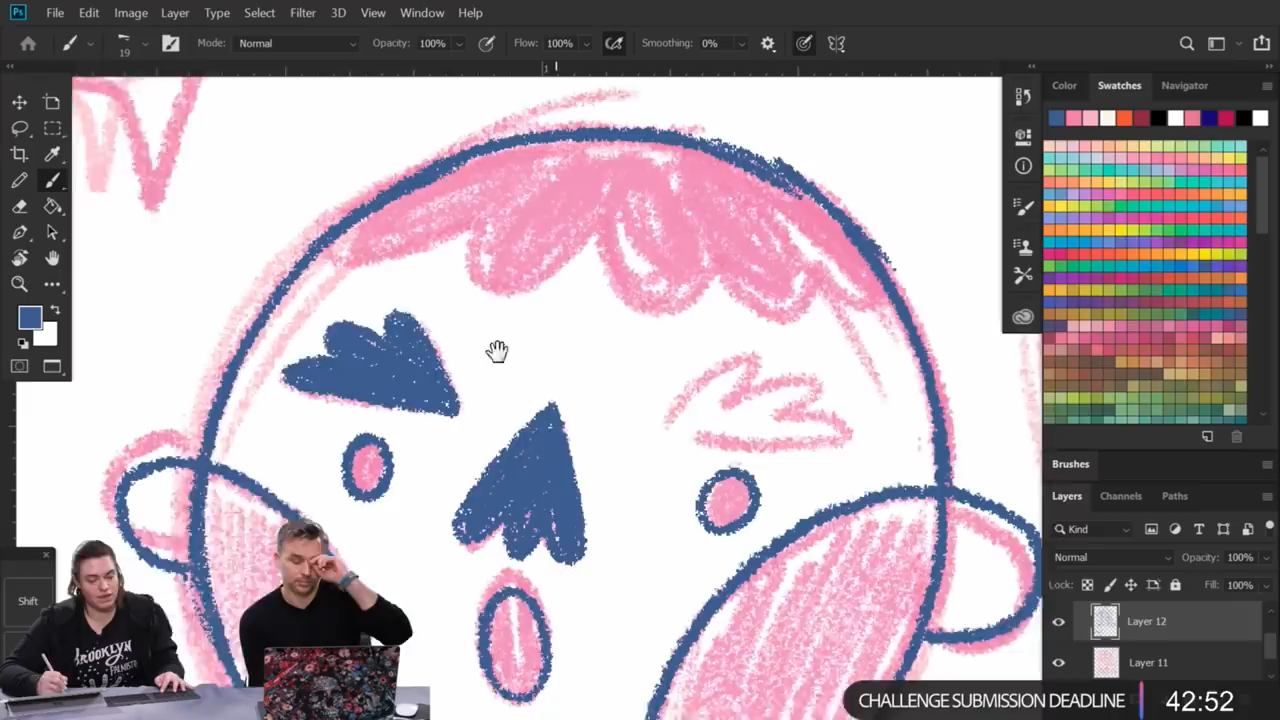 Ps File Edit Image Layer Type Select Filter 3D View Window Help
19 Mode: Normal Opacity: 100% Flow: 100% Smoothing: 0%
1
Color Swatches Navigator
Brushes
Layers Channels Paths
Kind
Normal Opacity: 100%
Lock: Fill: 100%
Layer 12
Layer 11
Shift
BROOKLYN
CHALLENGE SUBMISSION DEADLINE 42:52